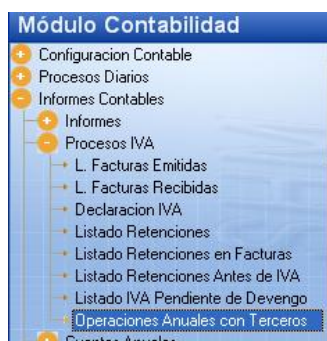 Módulo Contabilidad
Configuracion Contable
Procesos Diarios
Informes Contables
Informes
Procesos IVA
L. Facturas Emitidas
L. Facturas Recibidas
Declaracion IVA
Listado Retenciones
Listado Retenciones en Facturas
Listado Retenciones Antes de IVA
Listado IVA Pendiente de Devengo
Operaciones Anuales con Terceros